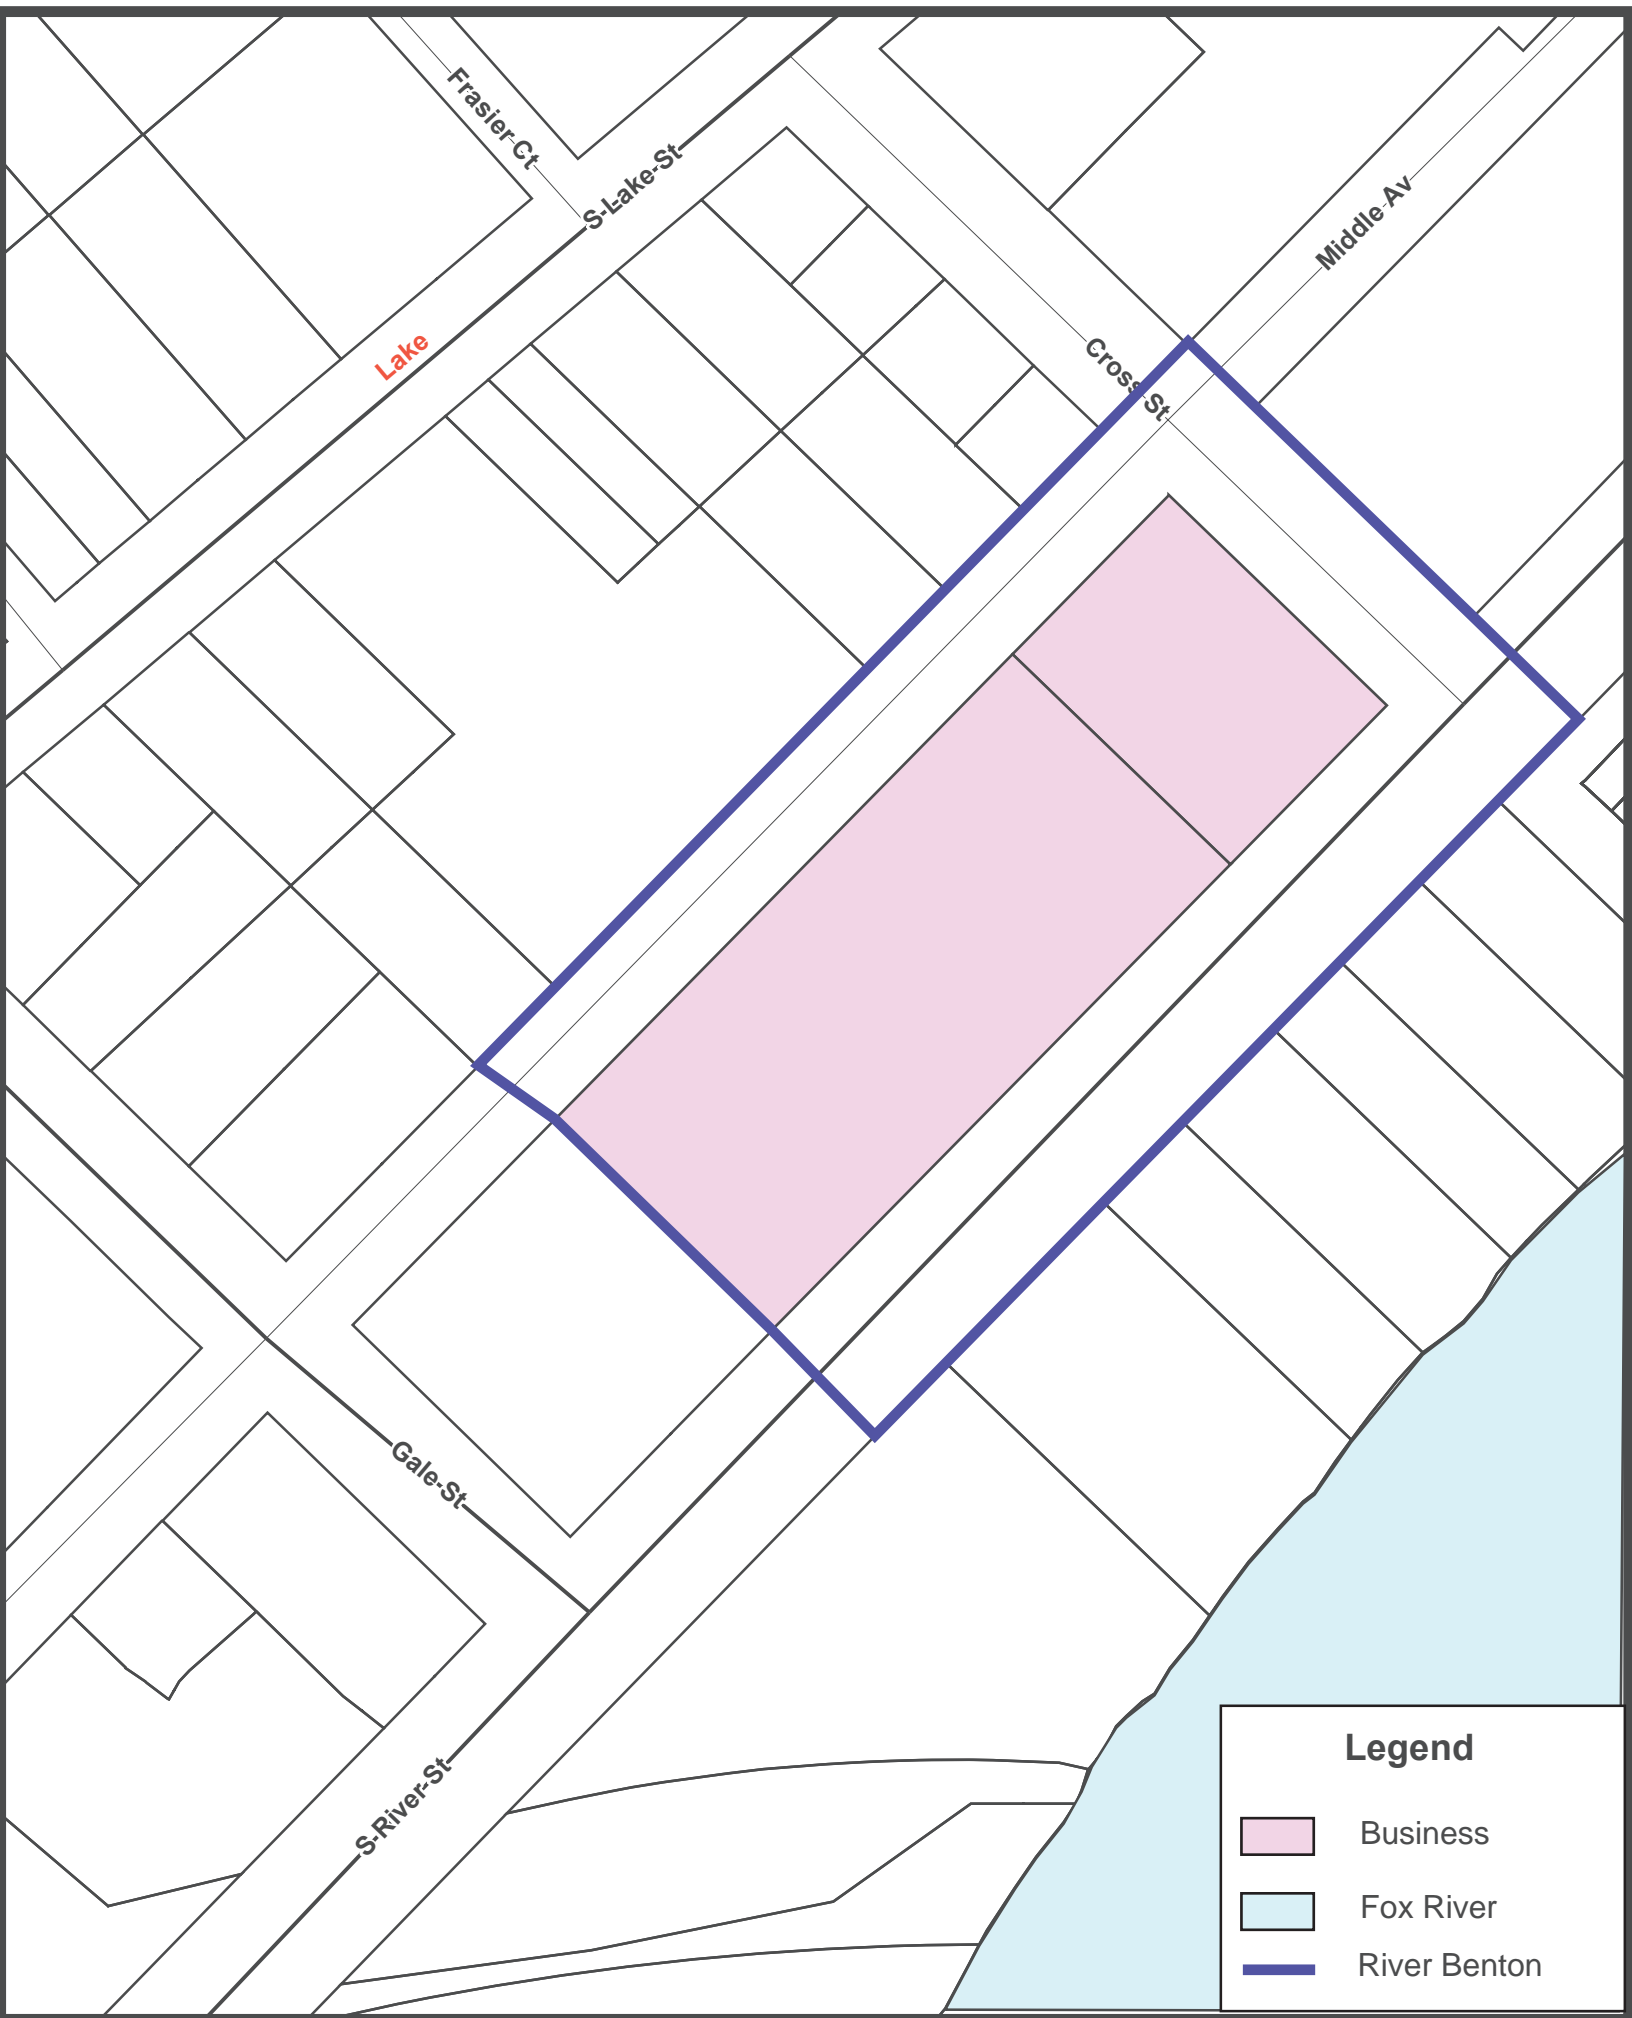 Frasier Ct
S Lake St
Middle Av
Lake
Cross St
Gale St
S River St
Legend
Business
Fox River
River Benton